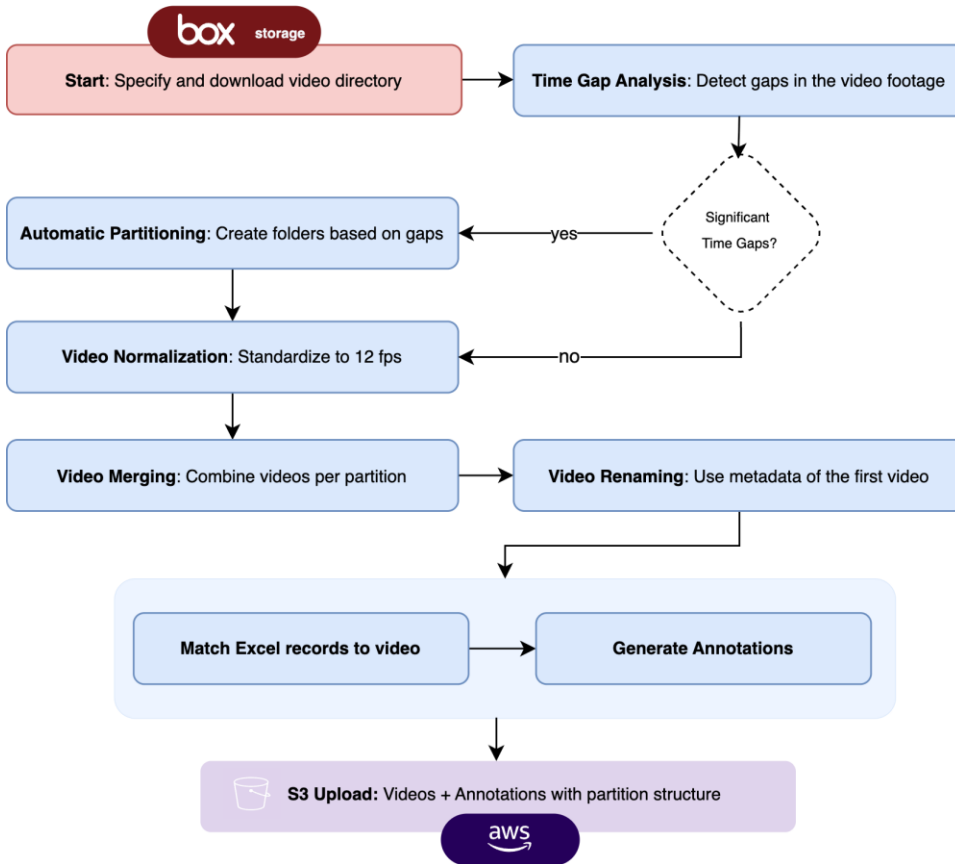 box storage
Start: Specify and download video directory
Time Gap Analysis: Detect gaps in the video footage
Significant
Time Gaps?
yes
Automatic Partitioning: Create folders based on gaps
no
Video Normalization: Standardize to 12 fps
Video Merging: Combine videos per partition
Video Renaming: Use metadata of the first video
Match Excel records to video
Generate Annotations
S3 Upload: Videos + Annotations with partition structure
aws